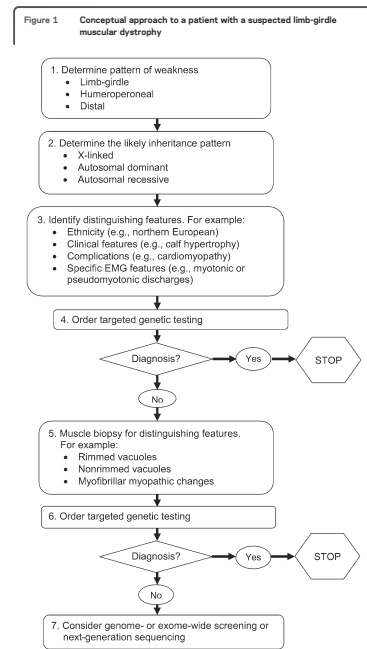 Figure 1 Conceptual approach to a patient with a suspected limb-girdle
muscular dystrophy
1. Determine pattern of weakness
• Limb-girdle
• Humeroperoneal
• Distal
2. Determine the likely inheritance pattern
• X-linked
• Autosomal dominant
• Autosomal recessive
3. Identify distinguishing features. For example:
• Ethnicity (e.g., northern European)
• Clinical features (e.g., calf hypertrophy)
• Complications (e.g., cardiomyopathy)
• Specific EMG features (e.g., myotonic or
pseudomyotonic discharges)
4. Order targeted genetic testing
Diagnosis?
Yes
STOP
No
5. Muscle biopsy for distinguishing features.
For example:
• Rimmed vacuoles
• Nonrimmed vacuoles
• Myofibrillar myopathic changes
6. Order targeted genetic testing
Diagnosis?
Yes
STOP
No
7. Consider genome- or exome-wide screening or
next-generation sequencing